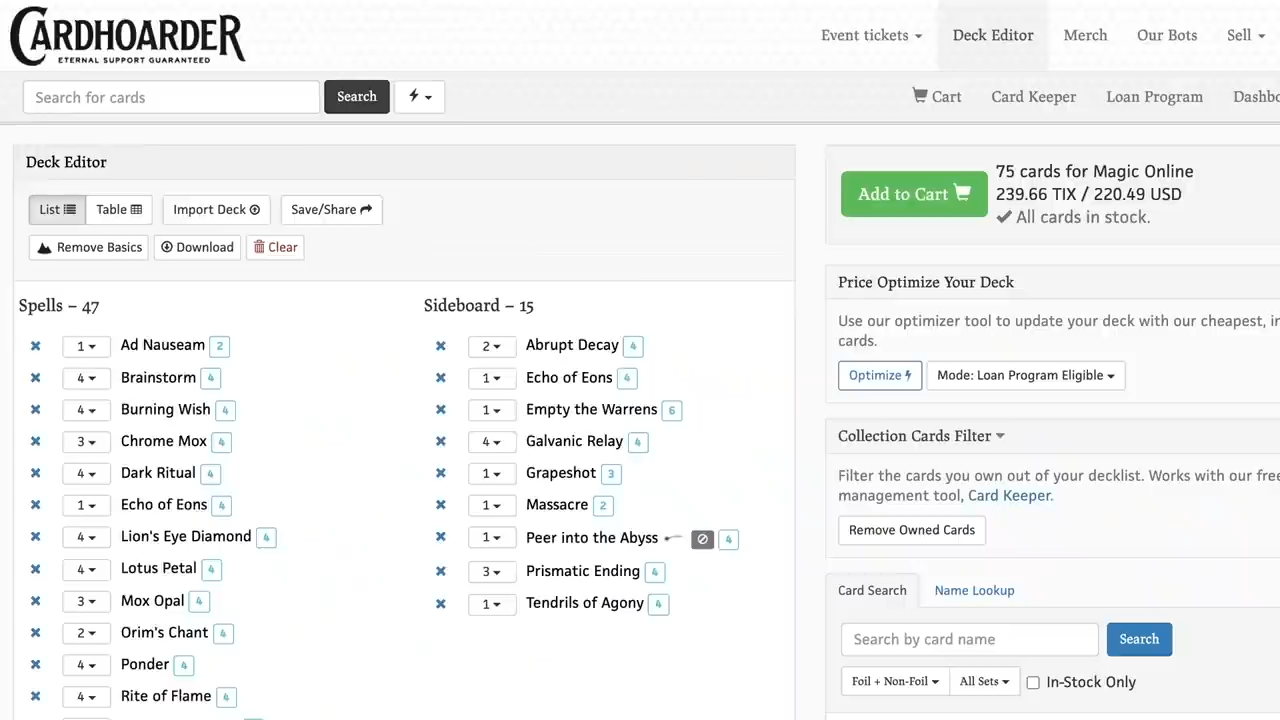 CARDHOARDER
ETERNAL SUPPORT GUARANTEED
Event tickets
Deck Editor
Merch
Our Bots
Sell
Search for cards
Search
Cart
Card Keeper
Loan Program
Dashbo
Deck Editor
List
Table
Import Deck
Save/Share
Remove Basics
Download
Clear
Spells – 47
1 Ad Nauseam 2
4 Brainstorm 4
4 Burning Wish 4
3 Chrome Mox 4
4 Dark Ritual 4
1 Echo of Eons 4
4 Lion's Eye Diamond 4
4 Lotus Petal 4
3 Mox Opal 4
2 Orim's Chant 4
4 Ponder 4
4 Rite of Flame 4
Sideboard – 15
2 Abrupt Decay 4
1 Echo of Eons 4
1 Empty the Warrens 6
4 Galvanic Relay 4
1 Grapeshot 3
1 Massacre 2
1 Peer into the Abyss 4
3 Prismatic Ending 4
1 Tendrils of Agony 4
Add to Cart
75 cards for Magic Online
239.66 TIX / 220.49 USD
All cards in stock.
Price Optimize Your Deck
Use our optimizer tool to update your deck with our cheapest, in
cards.
Optimize
Mode: Loan Program Eligible
Collection Cards Filter
Filter the cards you own out of your decklist. Works with our free
management tool, Card Keeper.
Remove Owned Cards
Card Search
Name Lookup
Search by card name
Search
Foil + Non-Foil
All Sets
In-Stock Only